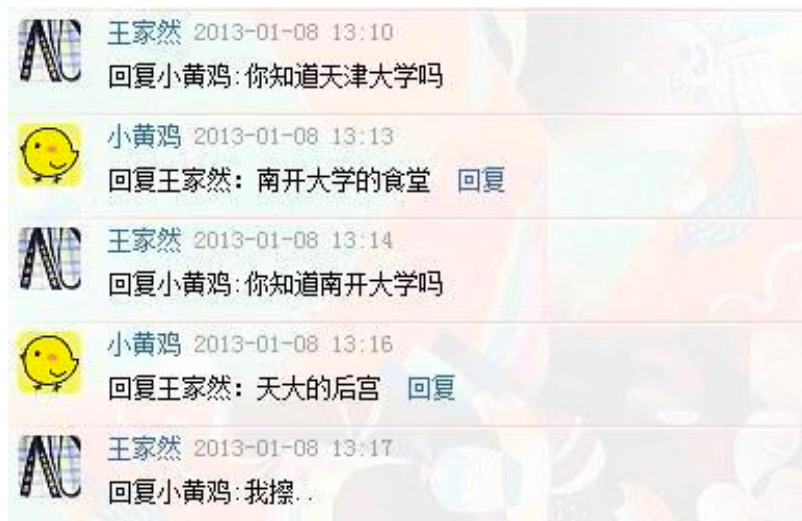 王家然 2013-01-08 13:10
回复小黄鸡:你知道天津大学吗
小黄鸡 2013-01-08 13:13
回复王家然：南开大学的食堂 回复
王家然 2013-01-08 13:14
回复小黄鸡:你知道南开大学吗
小黄鸡 2013-01-08 13:16
回复王家然：天大的后宫 回复
王家然 2013-01-08 13:17
回复小黄鸡:我擦..